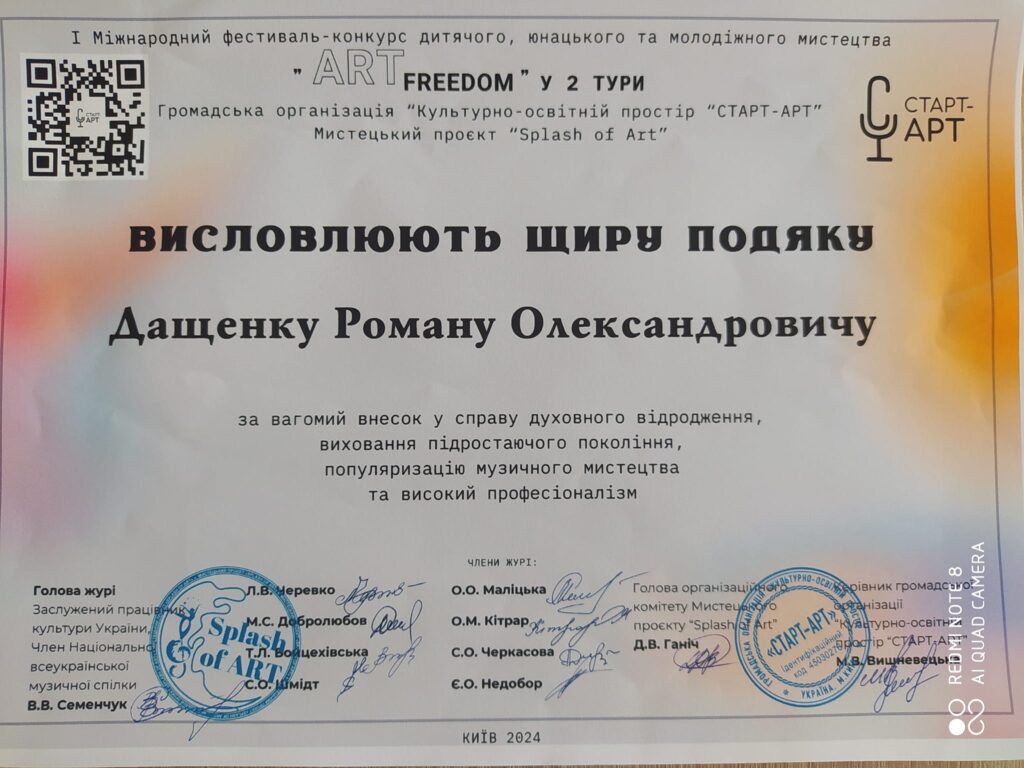 І Міжнародний фестиваль-конкурс дитячого, юнацького та молодіжного мистецтва
" ART FREEDOM" У 2 ТУРИ
Громадська організація “Культурно-освітній простір “СТАРТ-АРТ”
Мистецький проєкт “Splash of Art”
СТАРТ-
АРТ
ВИСЛОВЛЮЮТЬ ЩИРУ ПОДЯКУ
Дащенку Роману Олександровичу
за вагомий внесок у справу духовного відродження,
виховання підростаючого покоління,
популяризацію музичного мистецтва
та високий професіоналізм
ЧЛЕНИ ЖУРІ:
Голова журі
Заслужений працівник
культури України,
Член Національно
всеукраїнської
музичної спілки
В.В. Семенчук
Л.В. Черевко
М.С. Добролюбов
Т.Л. Войцехівська
С.О. Шмідт
О.О. Маліцька
О.М. Кітрар
С.О. Черкасова
Є.О. Недобор
Голова організаційного
комітету Мистецького
проєкту "Splash of Art"
Д.В. Ганіч
Керівник громадської
організації
"Культурно-освітній
простір "СТАРТ-АРТ"
М.В. Вишневецька
Splash
of ART
«СТАРТ-АРТ»
Ідентифікаційний
УКРАЇНА, М.КИЇВ
КИЇВ 2024
REDMI NOTE 8
AI QUAD CAMERA